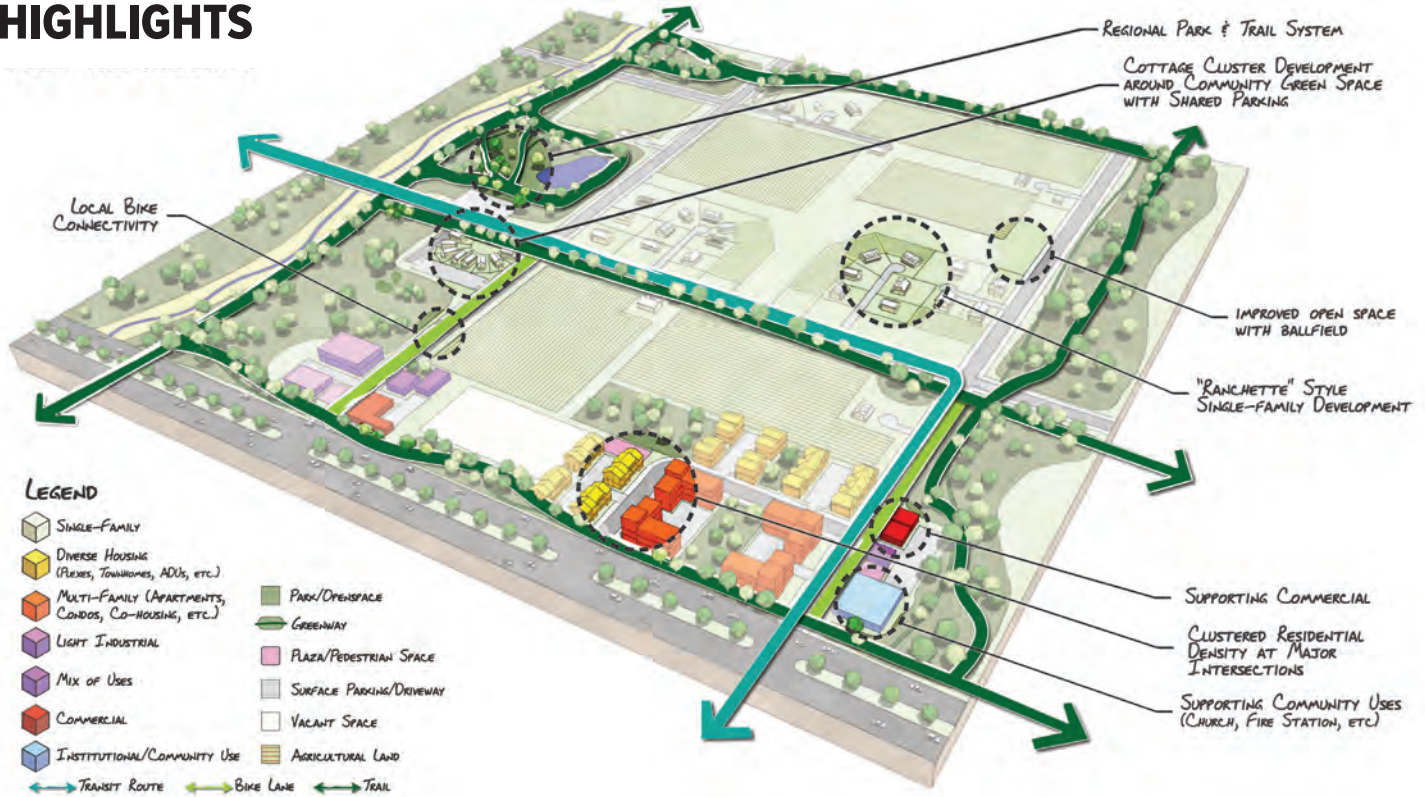 HIGHLIGHTS
REGIONAL PARK & TRAIL SYSTEM
COTTAGE CLUSTER DEVELOPMENT
AROUND COMMUNITY GREEN SPACE
WITH SHARED PARKING
LOCAL BIKE
CONNECTIVITY
IMPROVED OPEN SPACE
WITH BALLFIELD
"RANCHETTE" STYLE
SINGLE-FAMILY DEVELOPMENT
SUPPORTING COMMERCIAL
CLUSTERED RESIDENTIAL
DENSITY AT MAJOR
INTERSECTIONS
SUPPORTING COMMUNITY USES
(CHURCH, FIRE STATION, ETC)
LEGEND
SINGLE-FAMILY
DIVERSE HOUSING
(PLEXES, TOWNHOMES, ADUS, ETC.)
MULTI-FAMILY (APARTMENTS,
CONDOS, CO-HOUSING, ETC.)
LIGHT INDUSTRIAL
MIX OF USES
COMMERCIAL
INSTITUTIONAL/COMMUNITY USE
PARK/OPENSPACE
GREENWAY
PLAZA/PEDESTRIAN SPACE
SURFACE PARKING/DRIVEWAY
VACANT SPACE
AGRICULTURAL LAND
TRANSIT ROUTE
BIKE LANE
TRAIL